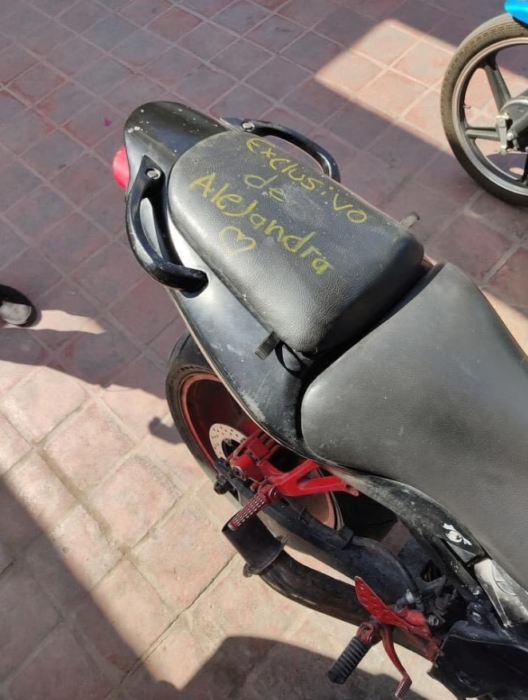 Exclusivo
de
Alejandra
♡